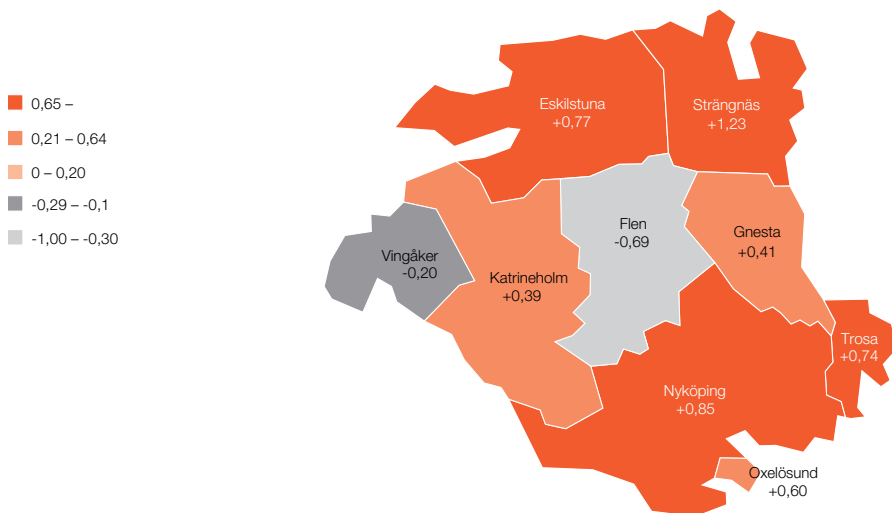 0,65 –
0,21 – 0,64
0 – 0,20
-0,29 – -0,1
-1,00 – -0,30
Eskilstuna
+0,77
Strängnäs
+1,23
Flen
-0,69
Gnesta
+0,41
Vingåker
-0,20
Katrineholm
+0,39
Trosa
+0,74
Nyköping
+0,85
Oxelösund
+0,60